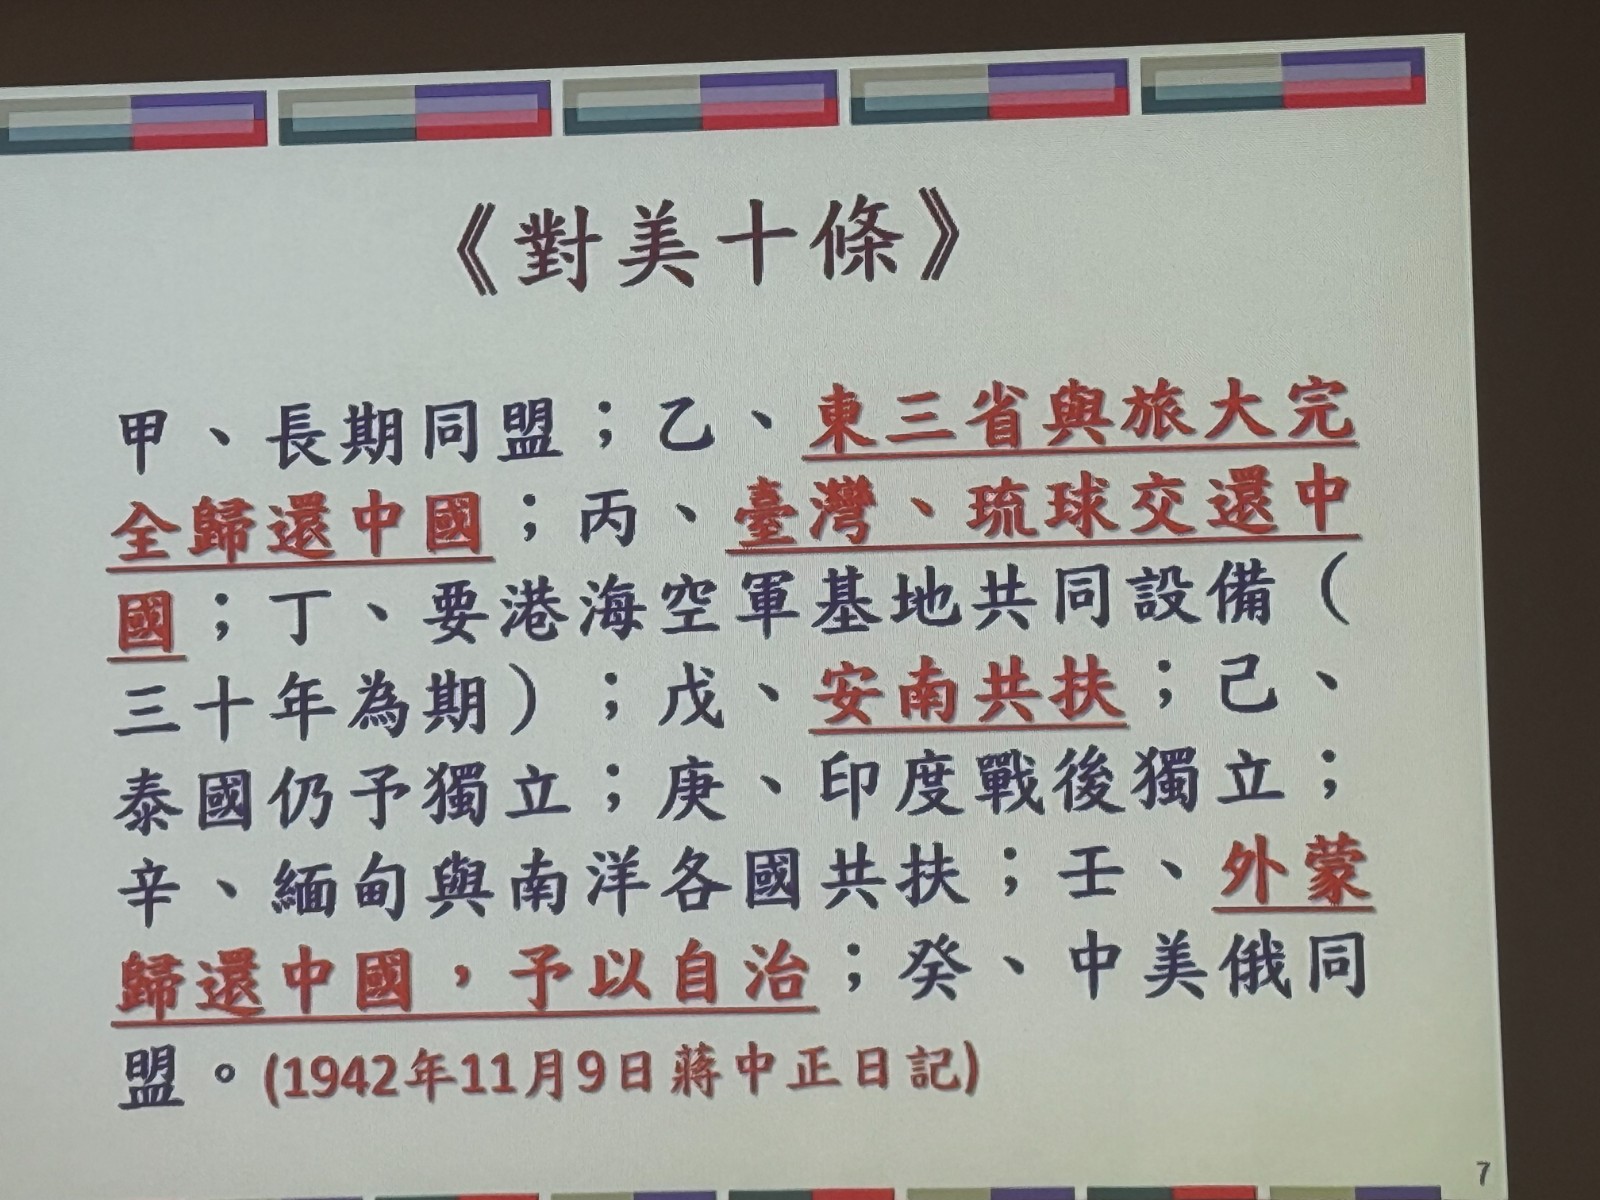 《對美十條》
甲、長期同盟；乙、東三省與旅大完
全歸還中國；丙、臺灣、琉球交還中
國；丁、要港海空軍基地共同設備（
三十年為期）；戊、安南共扶；己、
泰國仍予獨立；庚、印度戰後獨立；
辛、緬甸與南洋各國共扶；壬、外蒙
歸還中國，予以自治；癸、中美俄同
盟。(1942年11月9日蔣中正日記)
7